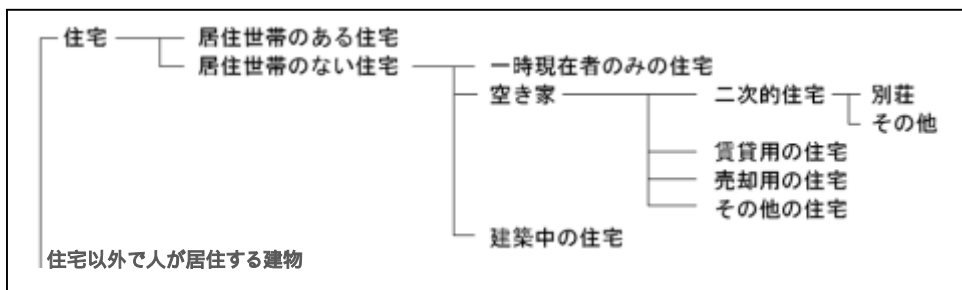 住宅 居住世帯のある住宅
居住世帯のない住宅 一時現在者のみの住宅
空き家 二次的住宅 別荘
その他
賃貸用の住宅
売却用の住宅
その他の住宅
建築中の住宅
住宅以外で人が居住する建物